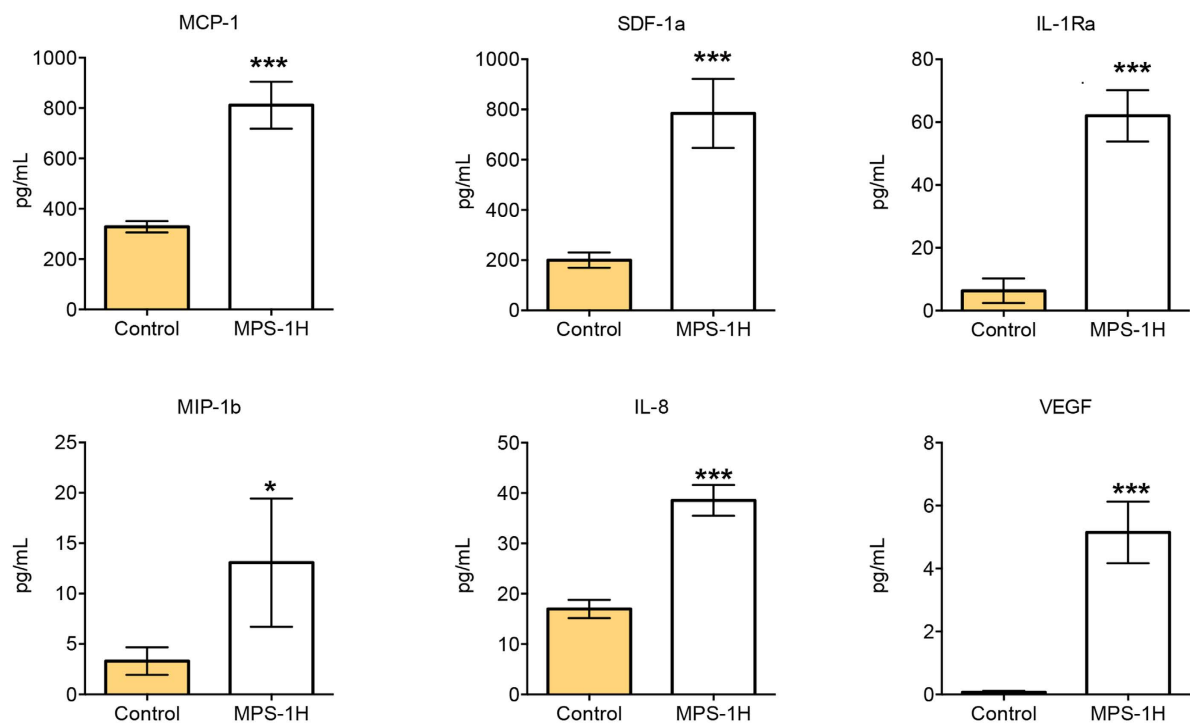 MCP-1
1000
800
600
400
200
0
pg/mL
***
Control
MPS-1H
SDF-1a
1000
800
600
400
200
0
pg/mL
***
Control
MPS-1H
IL-1Ra
80
60
40
20
0
pg/mL
***
Control
MPS-1H
MIP-1b
25
20
15
10
5
0
pg/mL
*
Control
MPS-1H
IL-8
50
40
30
20
10
0
pg/mL
***
Control
MPS-1H
VEGF
8
6
4
2
0
pg/mL
***
Control
MPS-1H